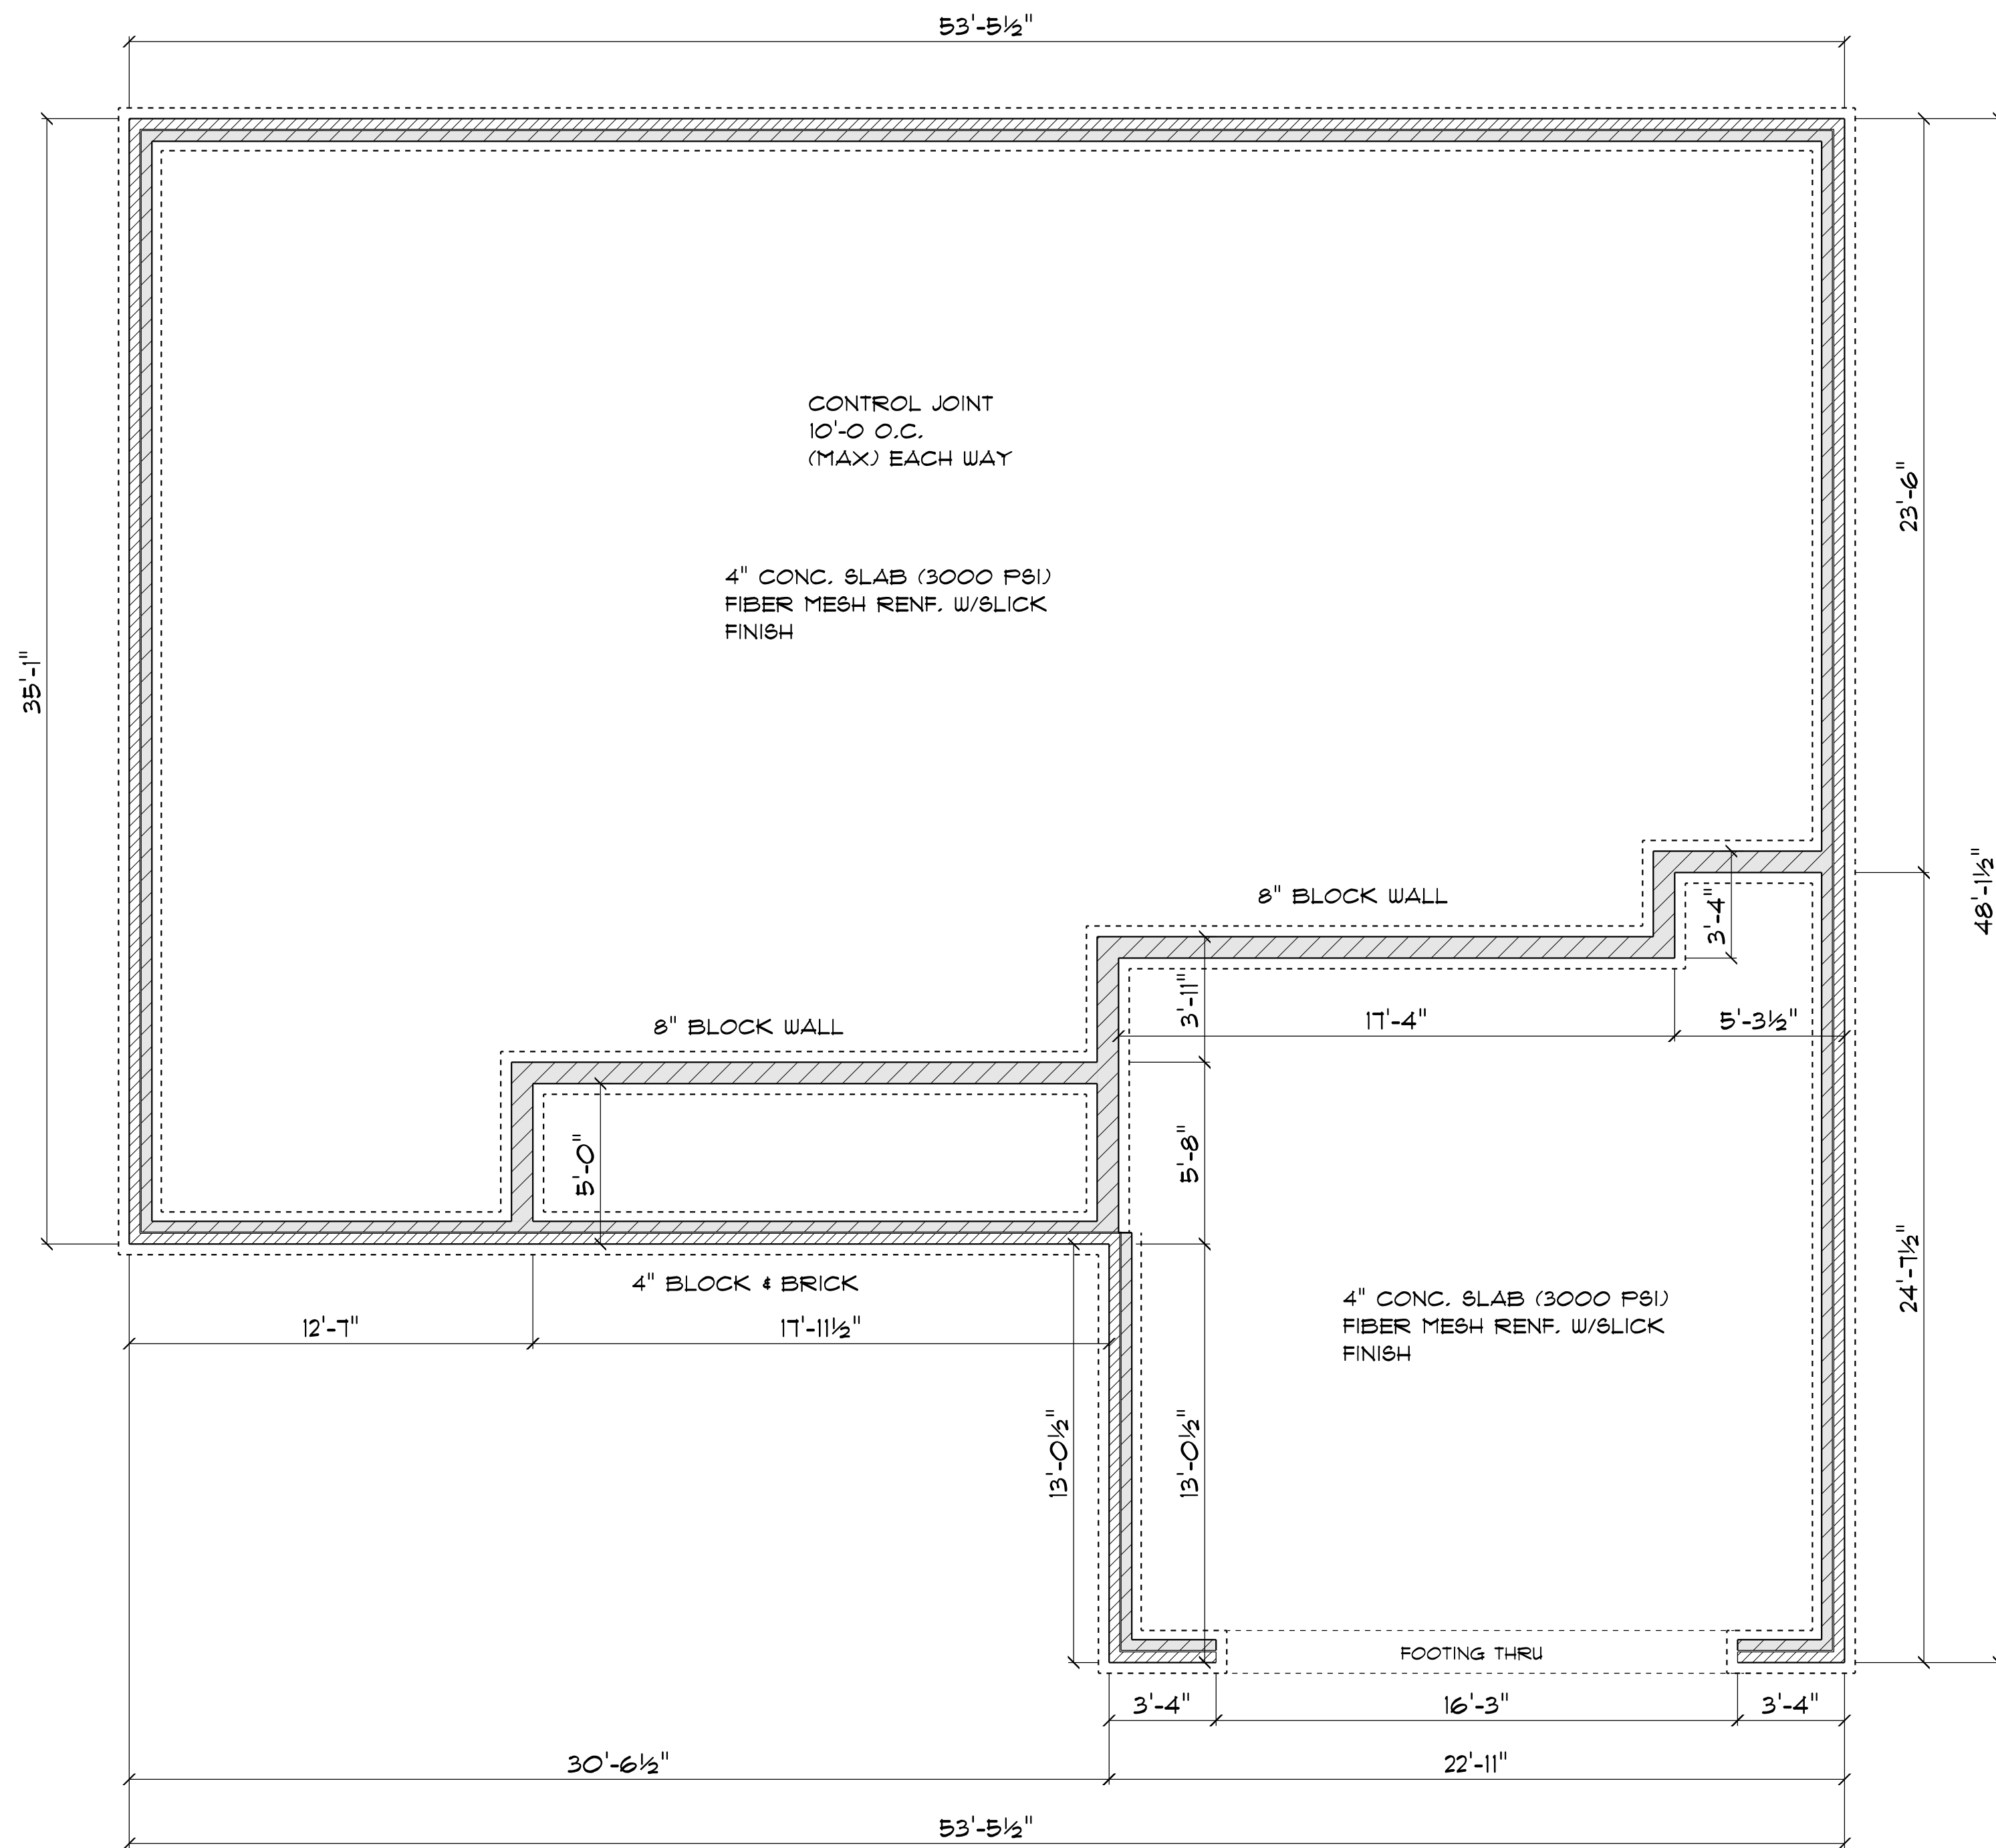 53'-5½"
35'-1"
CONTROL JOINT
10'-0 O.C.
(MAX) EACH WAY
23'-6"
4" CONC. SLAB (3000 PSI)
FIBER MESH RENF. W/SLICK
FINISH
48'-1½"
8" BLOCK WALL
3'-4"
3'-11"
17'-4"
5'-3½"
8" BLOCK WALL
5'-0"
5'-8"
24'-7½"
4" BLOCK & BRICK
4" CONC. SLAB (3000 PSI)
FIBER MESH RENF. W/SLICK
FINISH
12'-7"
17'-11½"
13'-0½"
13'-0½"
FOOTING THRU
3'-4"
16'-3"
3'-4"
30'-6½"
22'-11"
53'-5½"